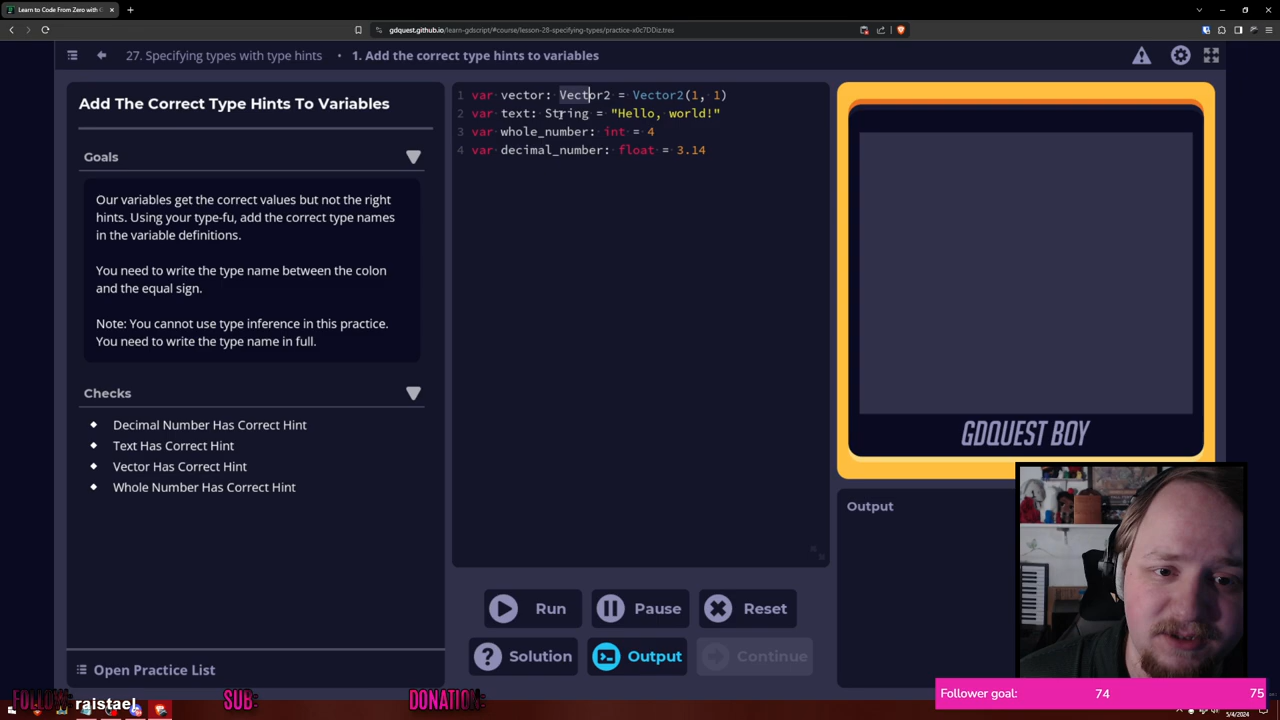 Learn to Code From Zero with
gdquest.github.io/learn-gdscript/#course/lesson-28-specifying-types/practice-x0c7DDiz.tres
27. Specifying types with type hints • 1. Add the correct type hints to variables
Add The Correct Type Hints To Variables
Goals
Our variables get the correct values but not the right
hints. Using your type-fu, add the correct type names
in the variable definitions.
You need to write the type name between the colon
and the equal sign.
Note: You cannot use type inference in this practice.
You need to write the type name in full.
Checks
Decimal Number Has Correct Hint
Text Has Correct Hint
Vector Has Correct Hint
Whole Number Has Correct Hint
Open Practice List
1 var vector: Vector2 = Vector2(1, 1)
2 var text: String = "Hello, world!"
3 var whole_number: int = 4
4 var decimal_number: float = 3.14
Run
Pause
Reset
Solution
Output
Continue
GDQUEST BOY
Output
FOLLOW: raistael
SUB:
DONATION:
Follower goal: 74 75
5/4/2024